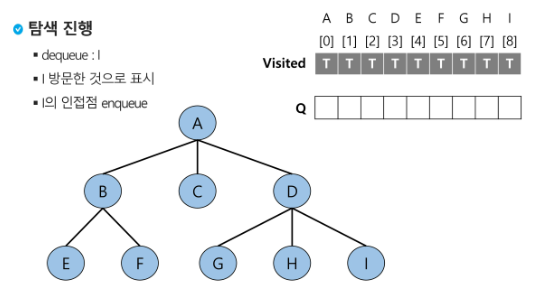 탐색 진행
dequeue : I
I 방문한 것으로 표시
I의 인접점 enqueue
A B C D E F G H I
[0] [1] [2] [3] [4] [5] [6] [7] [8]
Visited T T T T T T T T T
Q
A
B C D
E F G H I